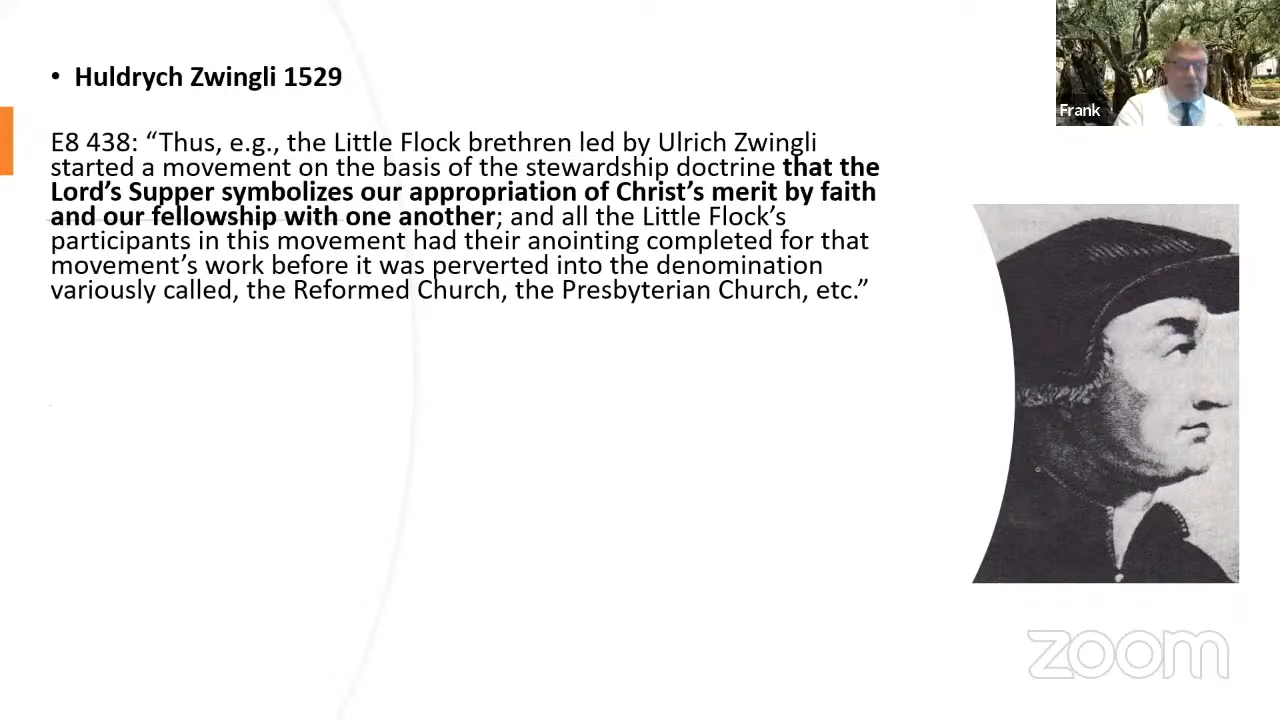 • Huldrych Zwingli 1529
E8 438: “Thus, e.g., the Little Flock brethren led by Ulrich Zwingli
started a movement on the basis of the stewardship doctrine that the
Lord’s Supper symbolizes our appropriation of Christ’s merit by faith
and our fellowship with one another; and all the Little Flock’s
participants in this movement had their anointing completed for that
movement’s work before it was perverted into the denomination
variously called, the Reformed Church, the Presbyterian Church, etc.”
Frank
zoom